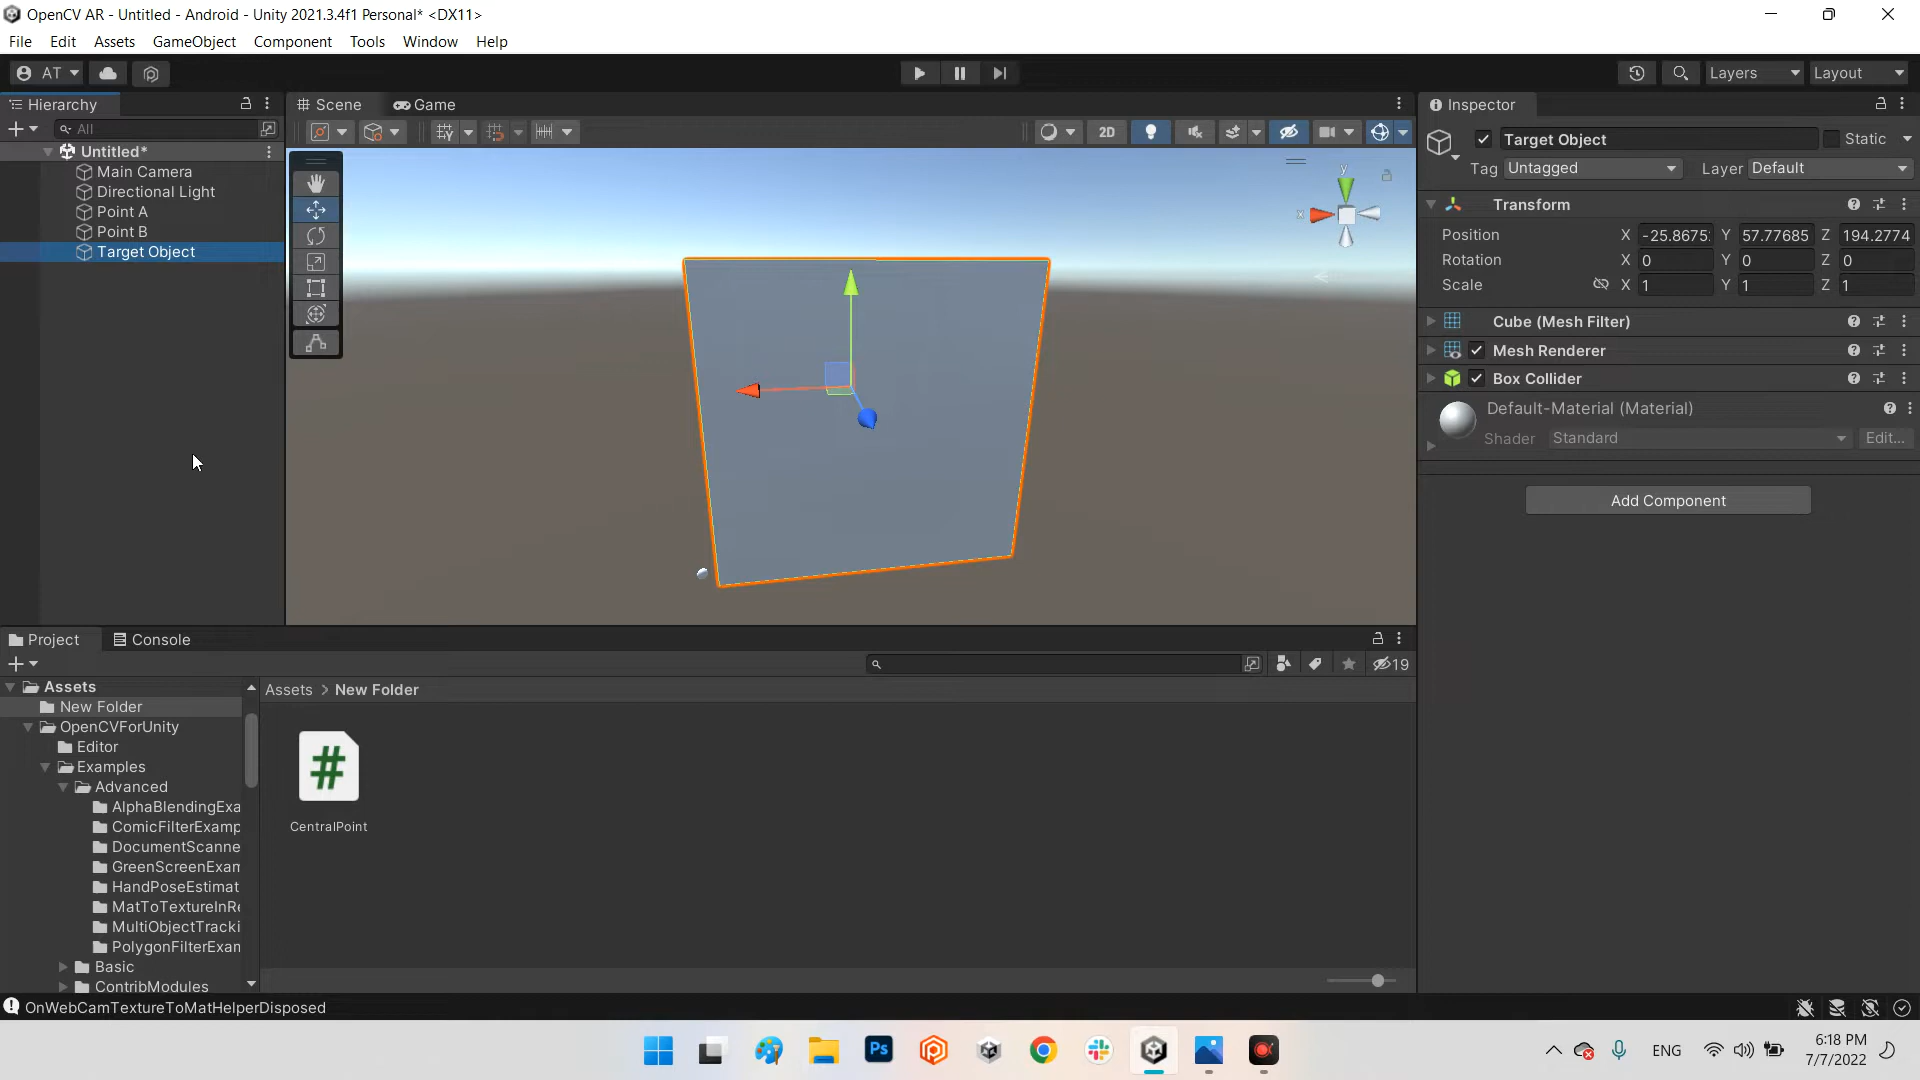 OpenCV AR - Untitled - Android - Unity 2021.3.4f1 Personal* <DX11>
File Edit Assets GameObject Component Tools Window Help
AT
Layers Layout
Hierarchy
Scene Game
Inspector
All
2D
Untitled*
Main Camera
Directional Light
Point A
Point B
Target Object
y
x
Target Object Static
Tag Untagged Layer Default
Transform
Position X -25.8675 Y 57.77685 Z 194.2774
Rotation X 0 Y 0 Z 0
Scale X 1 Y 1 Z 1
Cube (Mesh Filter)
Mesh Renderer
Box Collider
Default-Material (Material)
Shader Standard Edit...
Add Component
Project Console
19
Assets
New Folder
OpenCVForUnity
Editor
Examples
Advanced
AlphaBlendingExa
ComicFilterExamp
DocumentScanne
GreenScreenExam
HandPoseEstimat
MatToTextureInRe
MultiObjectTracki
PolygonFilterExam
Basic
ContribModules
Assets > New Folder
#
CentralPoint
OnWebCamTextureToMatHelperDisposed
Ps
ENG
6:18 PM
7/7/2022